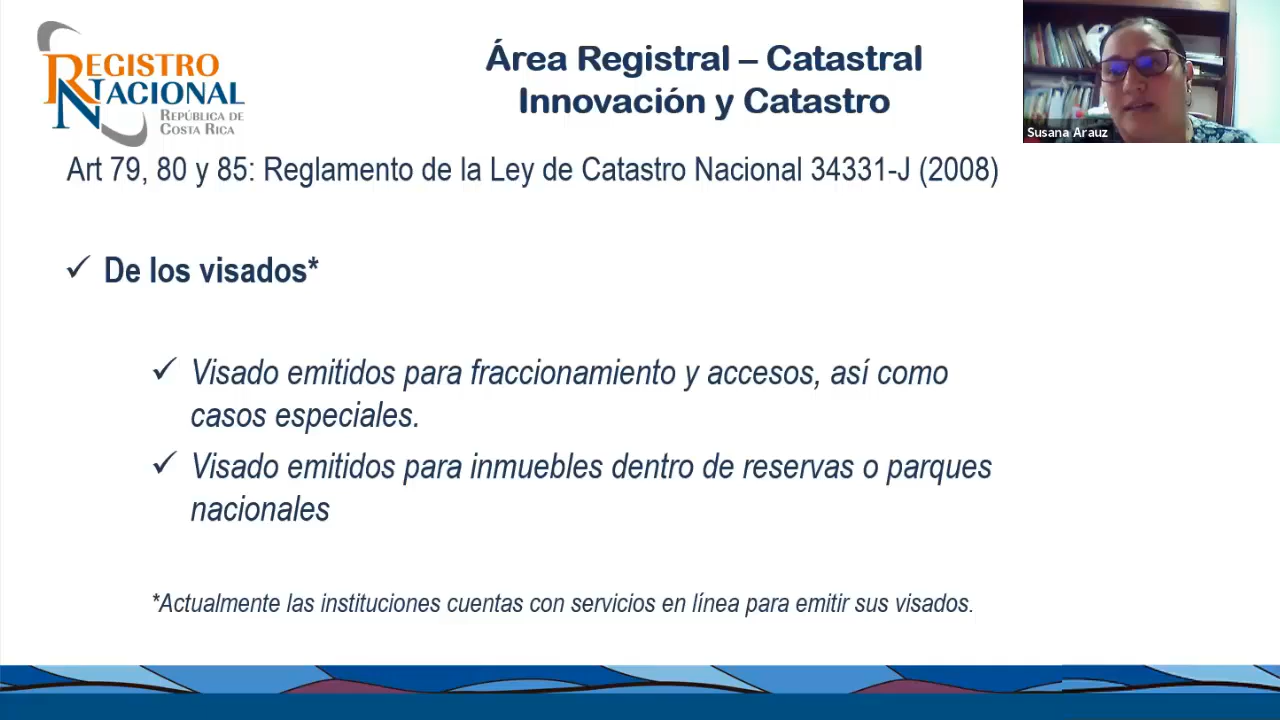 REGISTRO
NACIONAL
REPÚBLICA DE
COSTA RICA
Área Registral – Catastral
Innovación y Catastro
Susana Arauz
Art 79, 80 y 85: Reglamento de la Ley de Catastro Nacional 34331-J (2008)
✓ De los visados*
✓ Visado emitidos para fraccionamiento y accesos, así como
casos especiales.
✓ Visado emitidos para inmuebles dentro de reservas o parques
nacionales
*Actualmente las instituciones cuentas con servicios en línea para emitir sus visados.